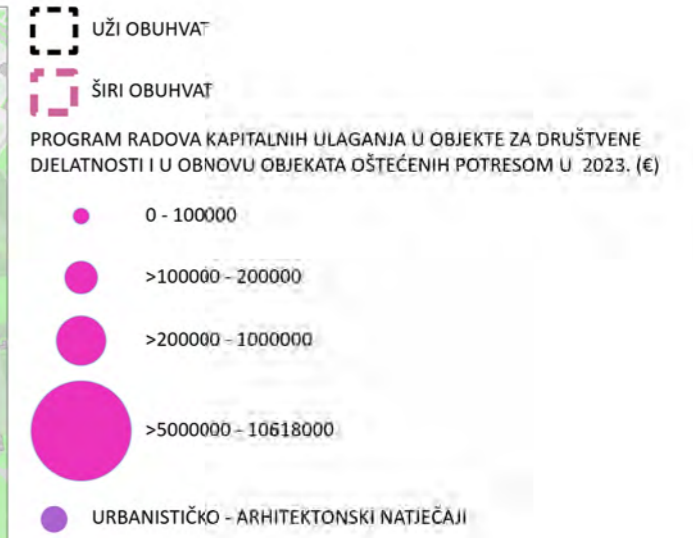 UŽI OBUHVAT
ŠIRI OBUHVAT
PROGRAM RADOVA KAPITALNIH ULAGANJA U OBJEKTE ZA DRUŠTVENE
DJELATNOSTI I U OBNOVU OBJEKATA OŠTEĆENIH POTRESOM U 2023. (€)
0 - 100000
>100000 - 200000
>200000 - 1000000
>5000000 - 10618000
URBANISTIČKO - ARHITEKTONSKI NATJEČAJI